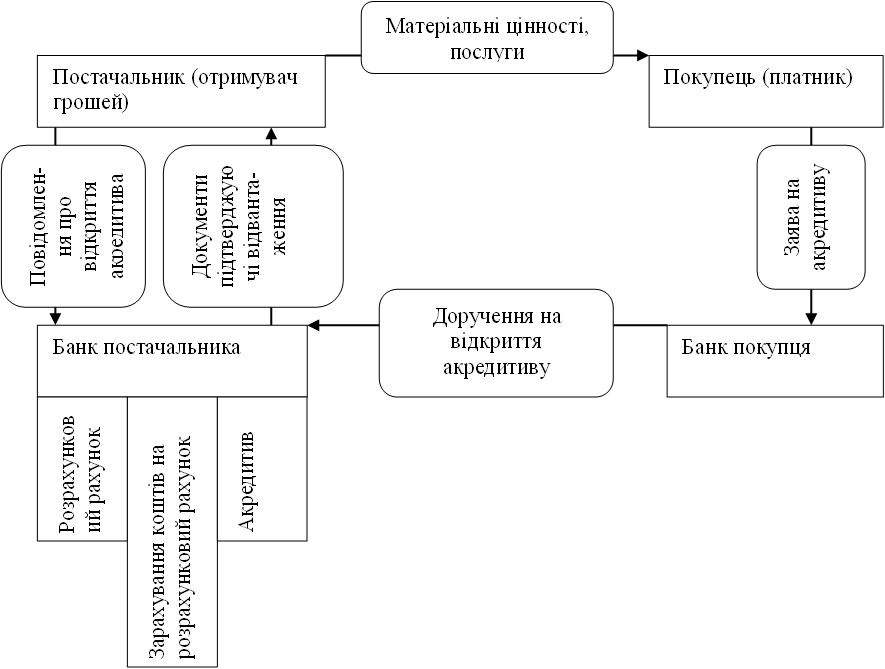 Матеріальні цінності,
послуги
Постачальник (отримувач
грошей)
Покупець (платник)
Повідомлен-
ня про
відкриття
акредитива
Документи
підтверджую
чі відванта-
ження
Заява на
акредитиву
Доручення на
відкриття
акредитиву
Банк постачальника
Банк покупця
Розрахунков
ий рахунок
Зарахування коштів на
розрахунковий рахунок
Акредитив